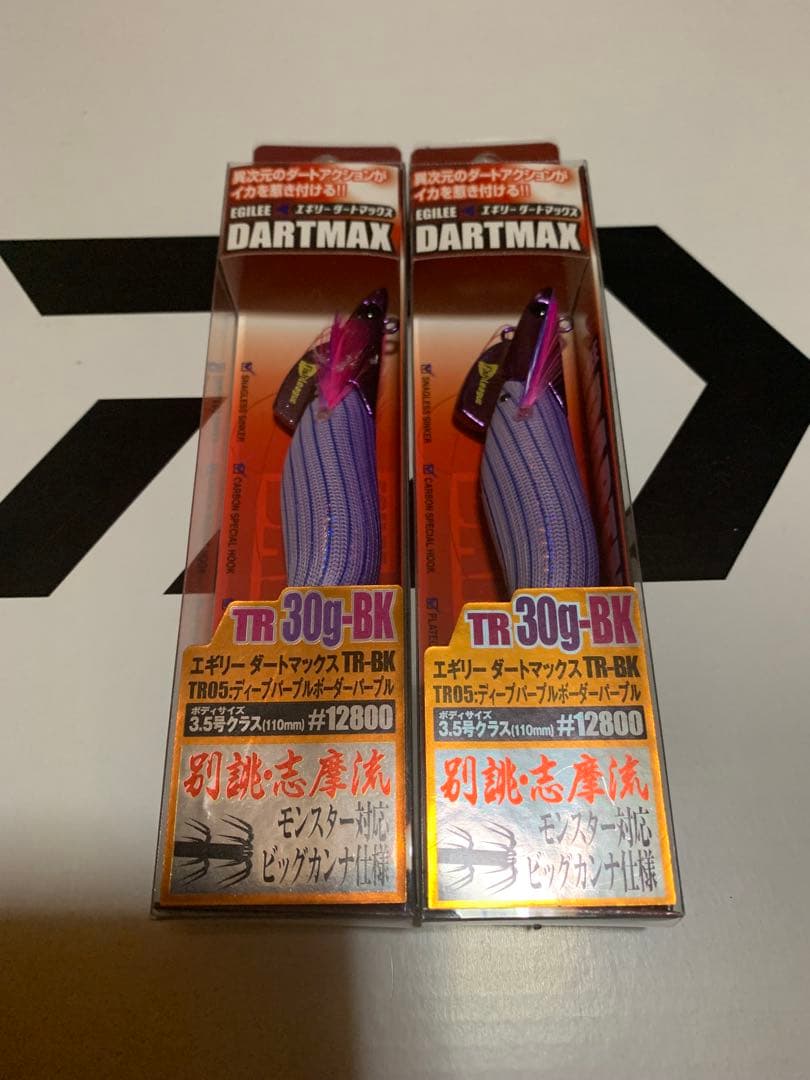 異次元のダートアクションが
イカを惹き付ける!!
EGILEE エギリー ダートマックス
DARTMAX
League
SNAGLESS SINKER
CARBON SPECIAL HOOK
TR 30g-BK
エギリー ダートマックス TR-BK
TR05:ディープパープルボーダーパープル
ボディサイズ
3.5号クラス(110mm) #12800
別誂・志摩流
モンスター対応
ビッグカンナ仕様
異次元のダートアクションが
イカを惹き付ける!!
EGILEE エギリー ダートマックス
DARTMAX
League
SNAGLESS SINKER
CARBON SPECIAL HOOK
TR 30g-BK
エギリー ダートマックス TR-BK
TR05:ディープパープルボーダーパープル
ボディサイズ
3.5号クラス(110mm) #12800
別誂・志摩流
モンスター対応
ビッグカンナ仕様